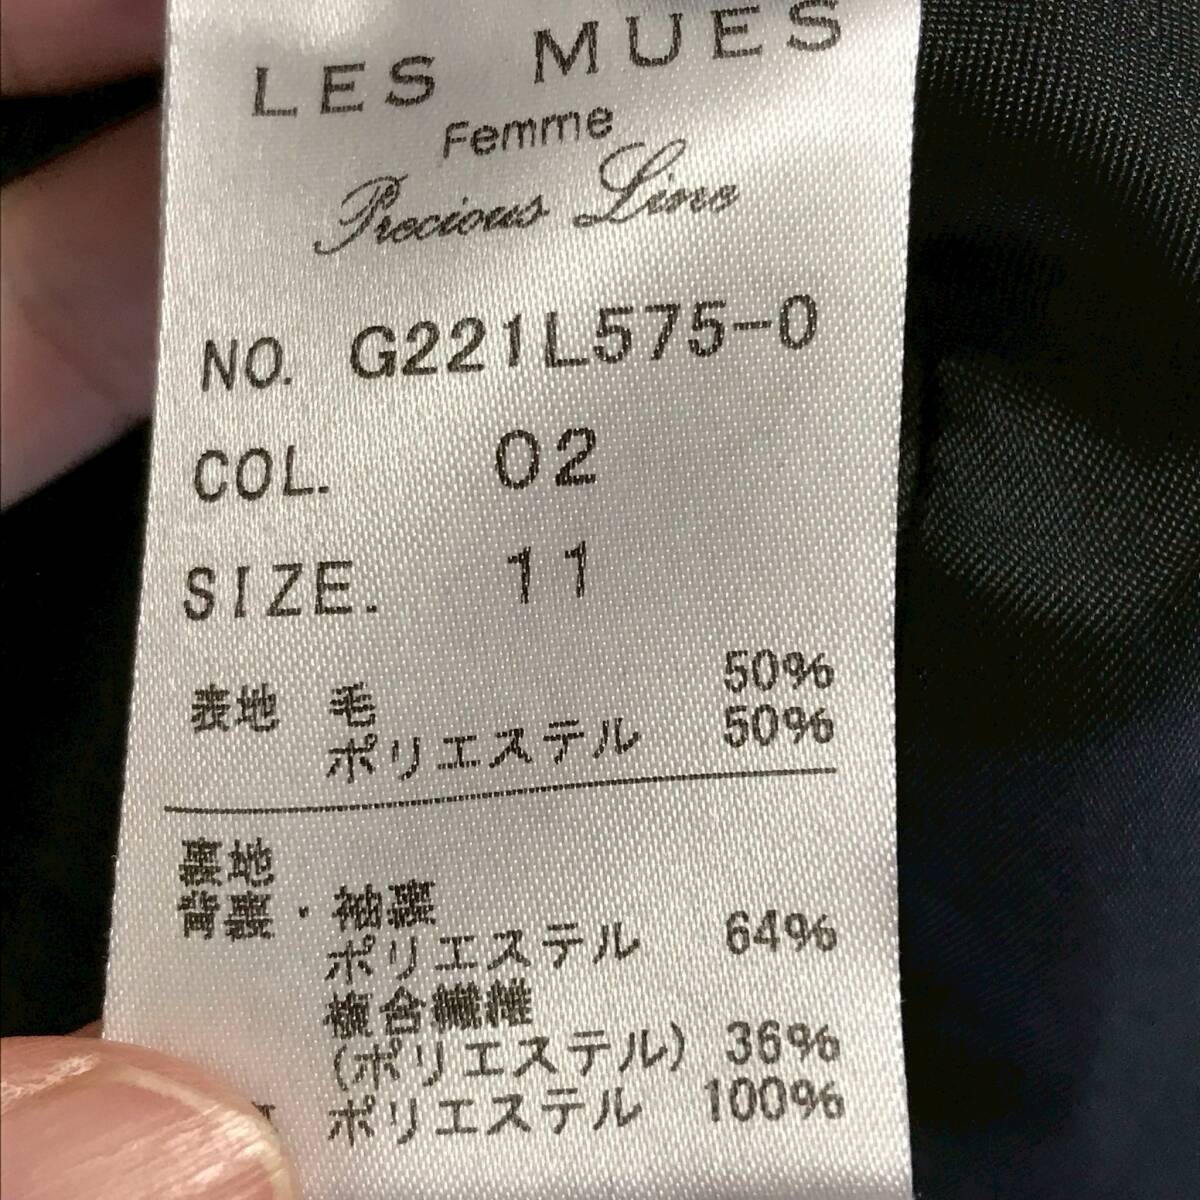 LES MUES
Femme
Precious Line
NO. G221L575-0
COL. 02
SIZE. 11
表地 毛 50%
ポリエステル 50%
裏地
背裏・袖裏
ポリエステル 64%
複合繊維
(ポリエステル) 36%
ポリエステル 100%